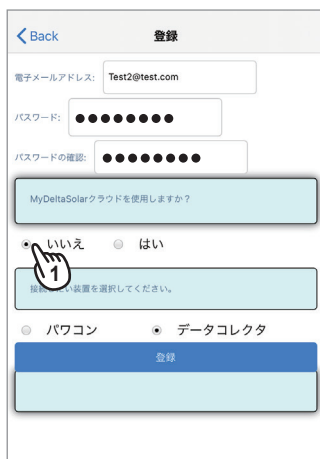 Back 登録
電子メールアドレス: Test2@test.com
パスワード: ●●●●●●●●
パスワードの確認: ●●●●●●●●
MyDeltaSolarクラウドを使用しますか？
いいえ はい
1
い装置を選択してください。
パワコン データコレクタ
登録